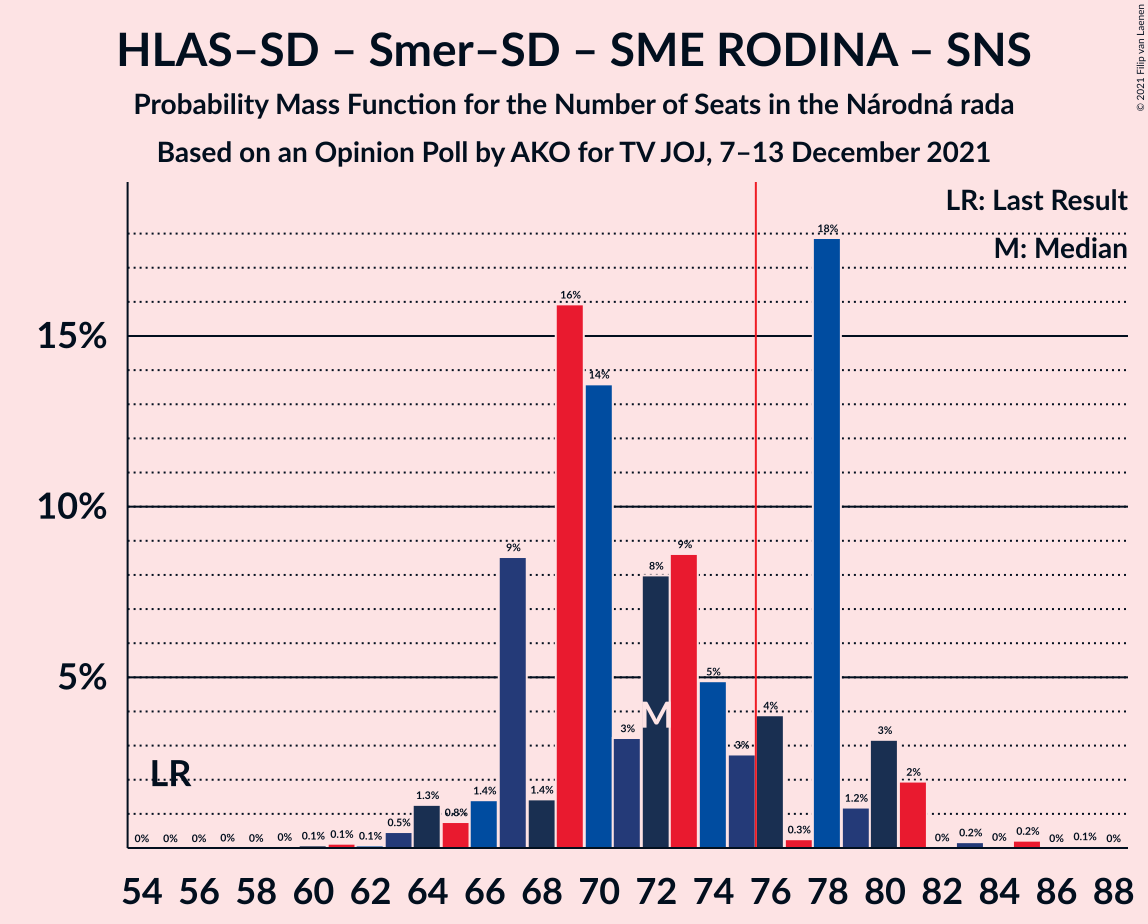 HLAS–SD – Smer–SD – SME RODINA – SNS
Probability Mass Function for the Number of Seats in the Národná rada
Based on an Opinion Poll by AKO for TV JOJ, 7–13 December 2021
© 2021 Filip van Laenen
LR: Last Result
M: Median
15%
10%
5%
LR
M
0% 0% 0% 0% 0% 0% 0.1% 0.1% 0.1% 0.5% 1.3% 0.8% 1.4% 9% 1.4% 16% 14% 3% 8% 9% 5% 3% 4% 0.3% 18% 1.2% 3% 2% 0% 0.2% 0% 0.2% 0% 0.1% 0%
54 56 58 60 62 64 66 68 70 72 74 76 78 80 82 84 86 88